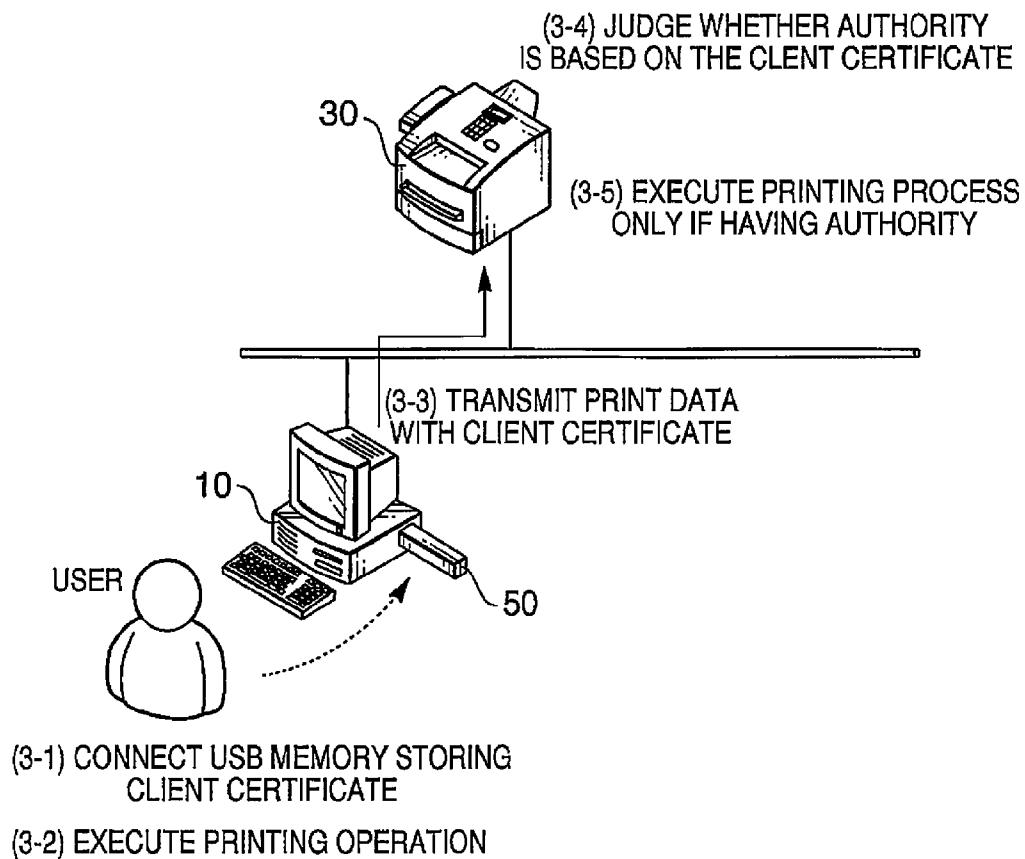 (3-4) JUDGE WHETHER AUTHORITY
IS BASED ON THE CLENT CERTIFICATE
30
(3-5) EXECUTE PRINTING PROCESS
ONLY IF HAVING AUTHORITY
(3-3) TRANSMIT PRINT DATA
WITH CLIENT CERTIFICATE
10
USER
50
(3-1) CONNECT USB MEMORY STORING
CLIENT CERTIFICATE
(3-2) EXECUTE PRINTING OPERATION